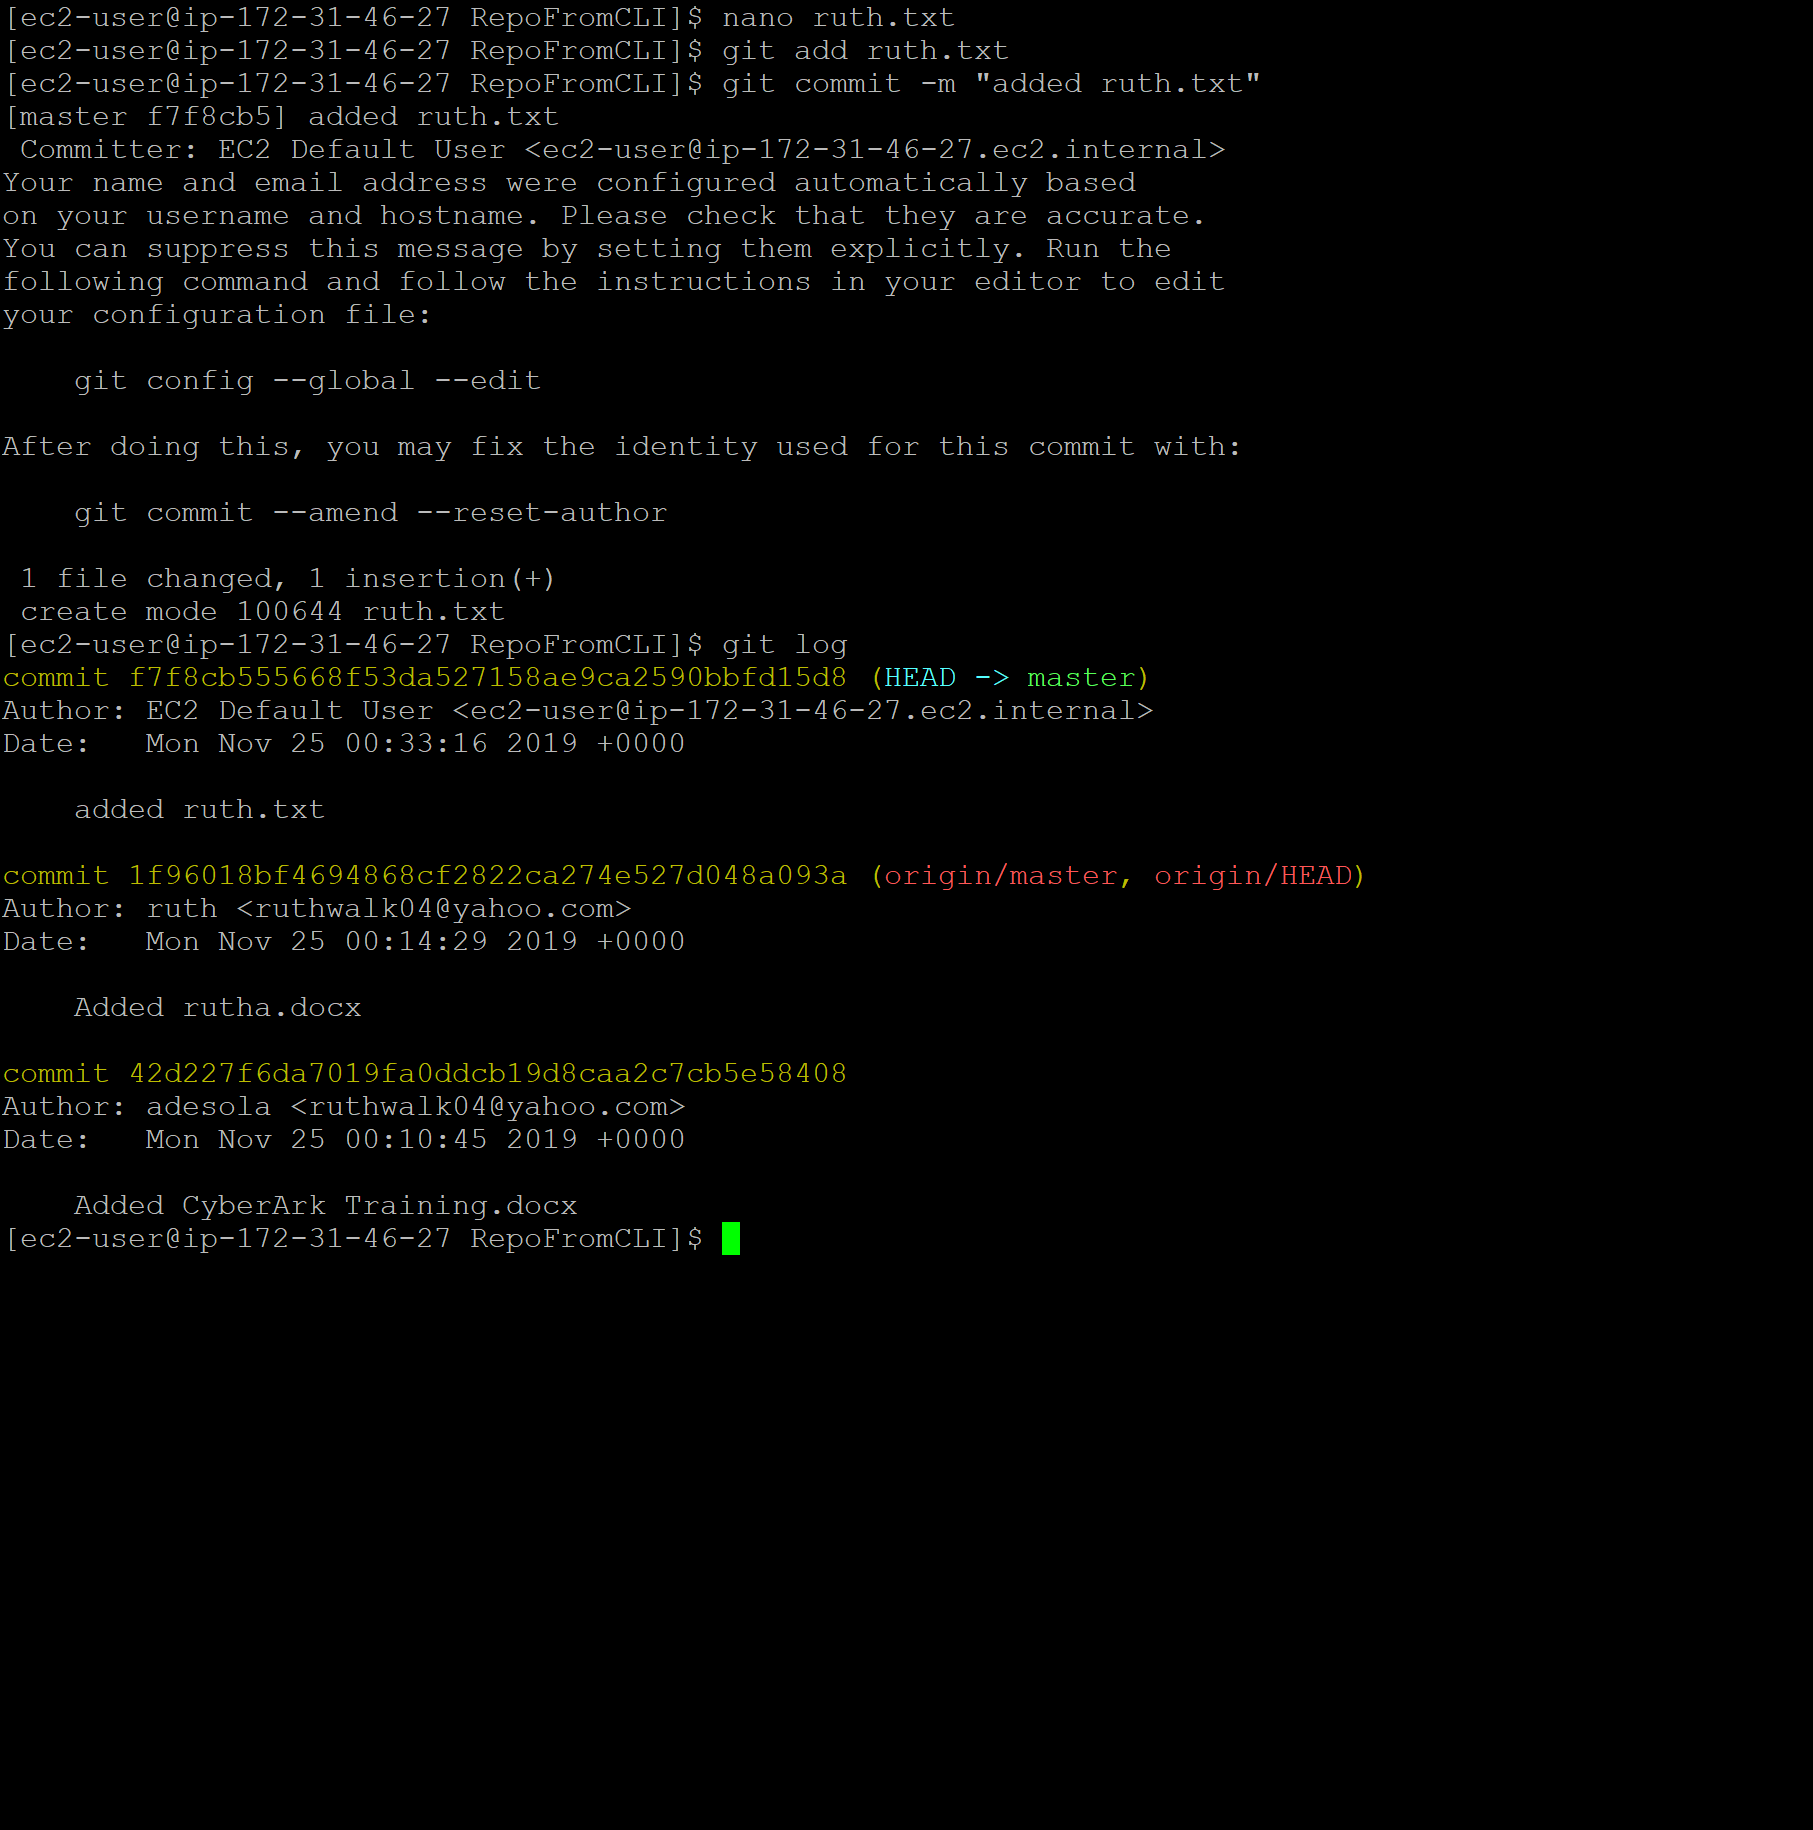 [ec2-user@ip-172-31-46-27 RepoFromCLI]$ nano ruth.txt
[ec2-user@ip-172-31-46-27 RepoFromCLI]$ git add ruth.txt
[ec2-user@ip-172-31-46-27 RepoFromCLI]$ git commit -m "added ruth.txt"
[master f7f8cb5] added ruth.txt
 Committer: EC2 Default User <ec2-user@ip-172-31-46-27.ec2.internal>
Your name and email address were configured automatically based
on your username and hostname. Please check that they are accurate.
You can suppress this message by setting them explicitly. Run the
following command and follow the instructions in your editor to edit
your configuration file:

    git config --global --edit

After doing this, you may fix the identity used for this commit with:

    git commit --amend --reset-author

 1 file changed, 1 insertion(+)
 create mode 100644 ruth.txt
[ec2-user@ip-172-31-46-27 RepoFromCLI]$ git log
commit f7f8cb555668f53da527158ae9ca2590bbfd15d8 (HEAD -> master)
Author: EC2 Default User <ec2-user@ip-172-31-46-27.ec2.internal>
Date:   Mon Nov 25 00:33:16 2019 +0000

    added ruth.txt

commit 1f96018bf4694868cf2822ca274e527d048a093a (origin/master, origin/HEAD)
Author: ruth <ruthwalk04@yahoo.com>
Date:   Mon Nov 25 00:14:29 2019 +0000

    Added rutha.docx

commit 42d227f6da7019fa0ddcb19d8caa2c7cb5e58408
Author: adesola <ruthwalk04@yahoo.com>
Date:   Mon Nov 25 00:10:45 2019 +0000

    Added CyberArk Training.docx
[ec2-user@ip-172-31-46-27 RepoFromCLI]$